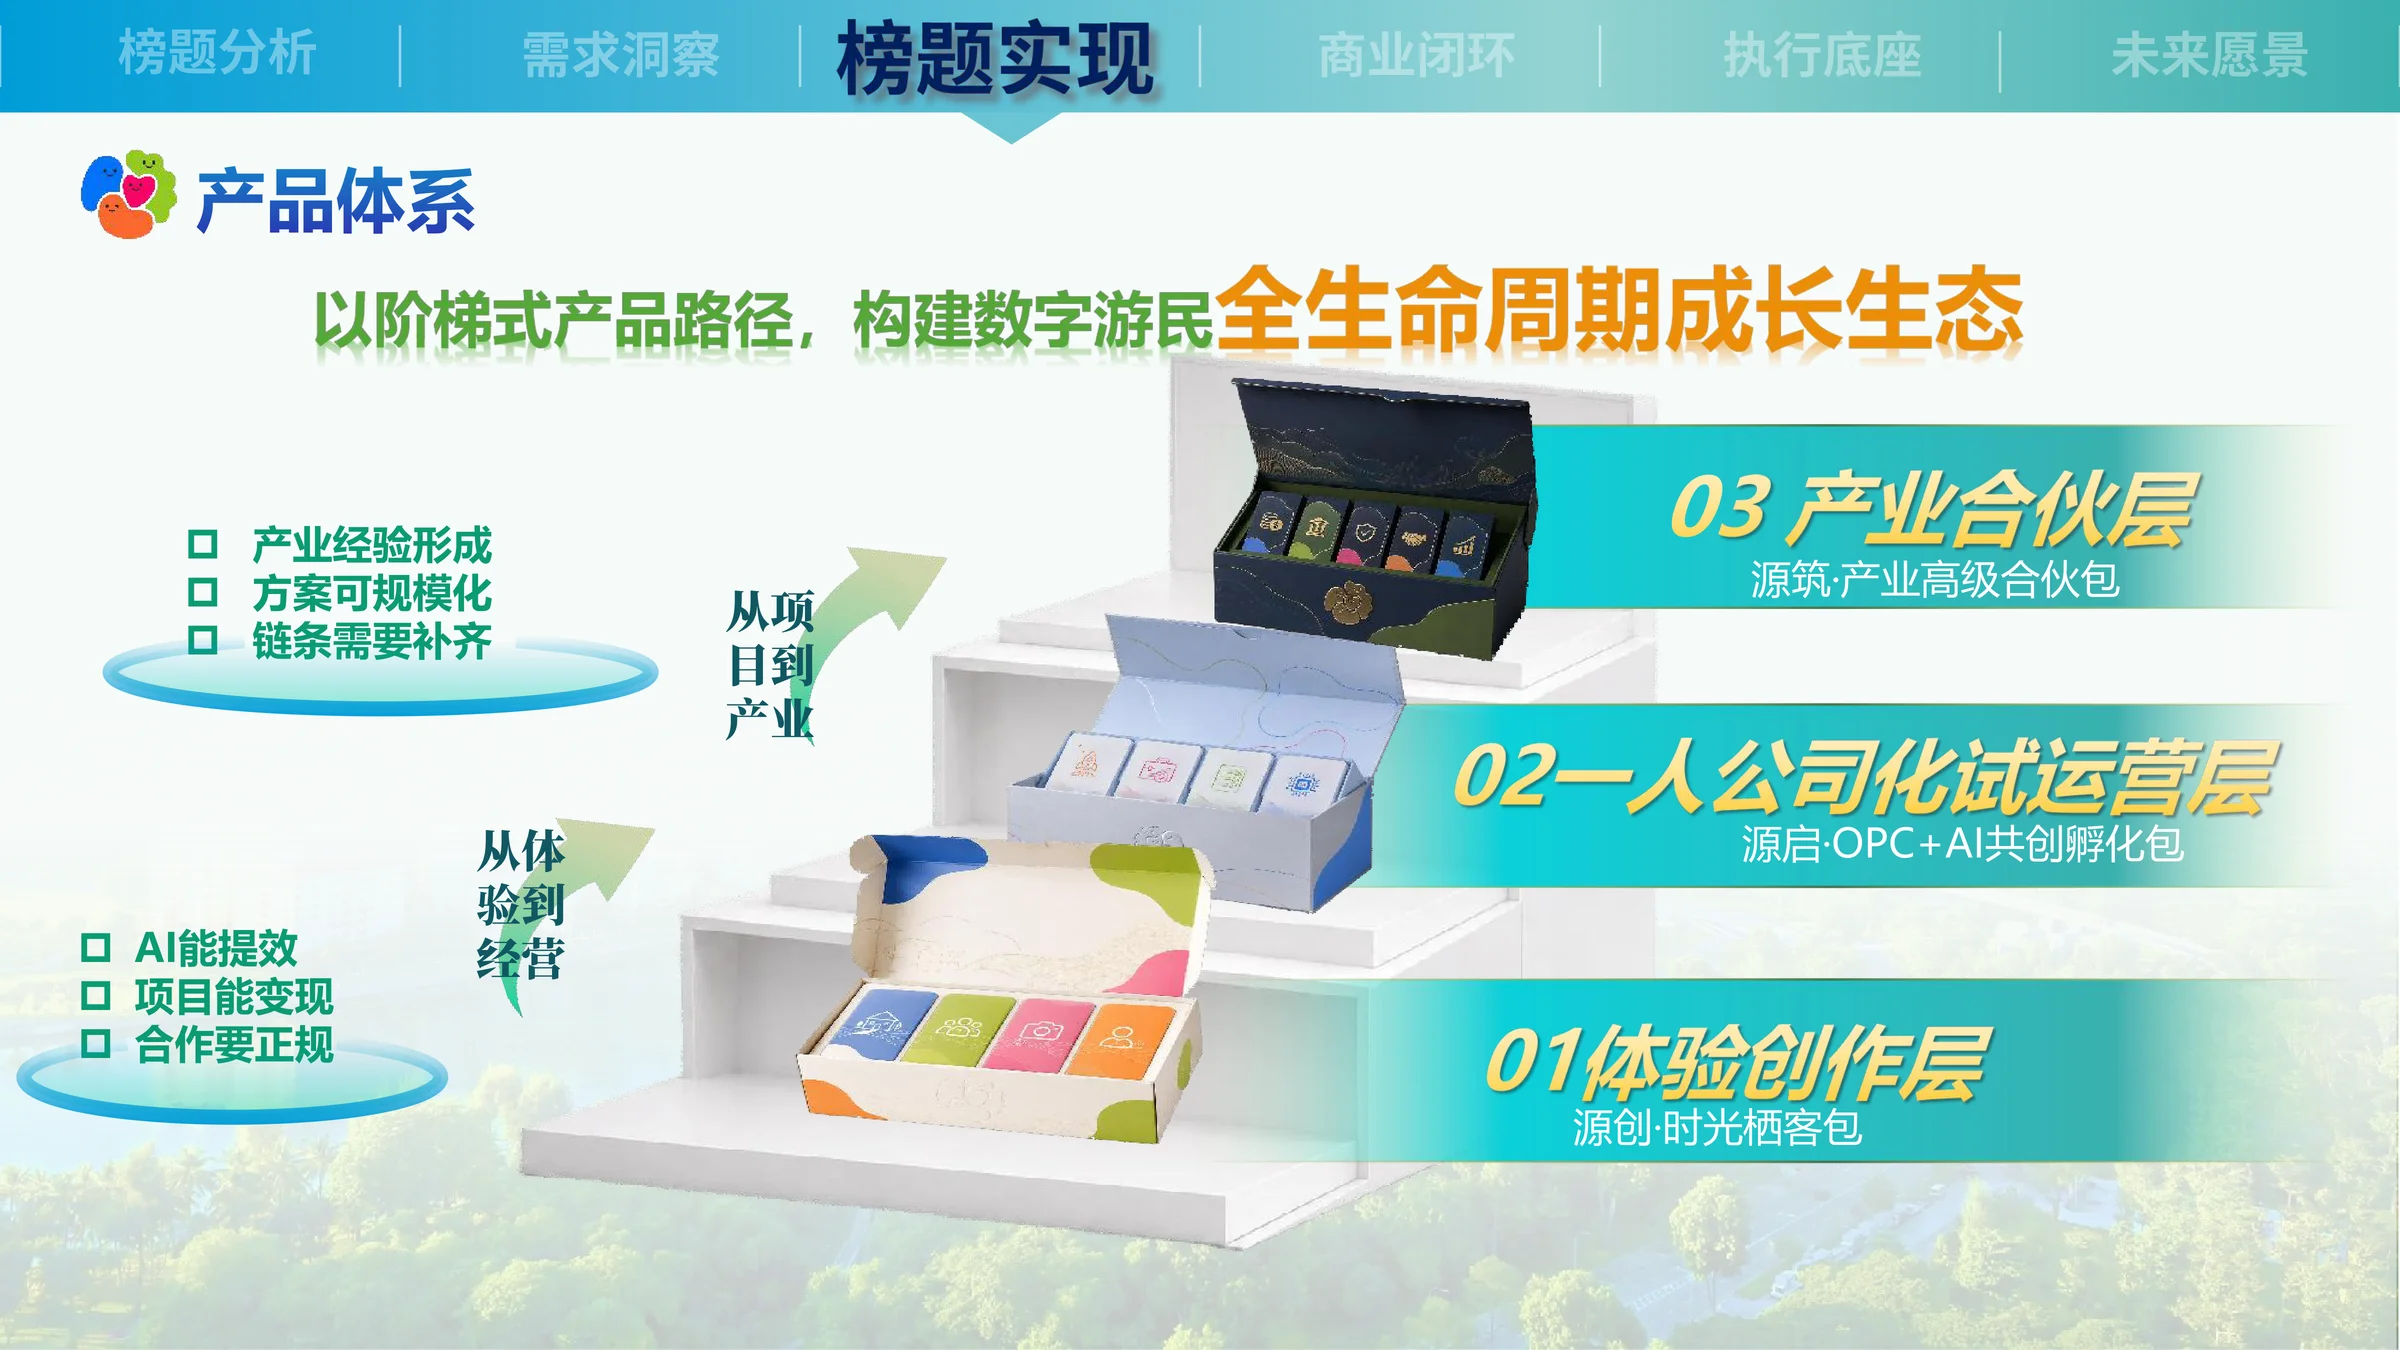 榜题分析
需求洞察
榜题实现
商业闭环
执行底座
未来愿景
产品体系
以阶梯式产品路径，构建数字游民全生命周期成长生态
03 产业合伙层
源筑·产业高级合伙包
产业经验形成
方案可规模化
链条需要补齐
从项
目到
产业
02一人公司化试运营层
源启·OPC+AI共创孵化包
从体
验到
经营
AI能提效
项目能变现
合作要正规
01体验创作层
源创·时光栖客包